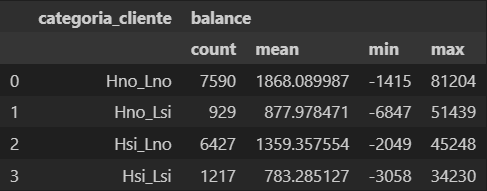 categoria_cliente balance
count mean min max
0 Hno_Lno 7590 1868.089987 -1415 81204
1 Hno_Lsi 929 877.978471 -6847 51439
2 Hsi_Lno 6427 1359.357554 -2049 45248
3 Hsi_Lsi 1217 783.285127 -3058 34230